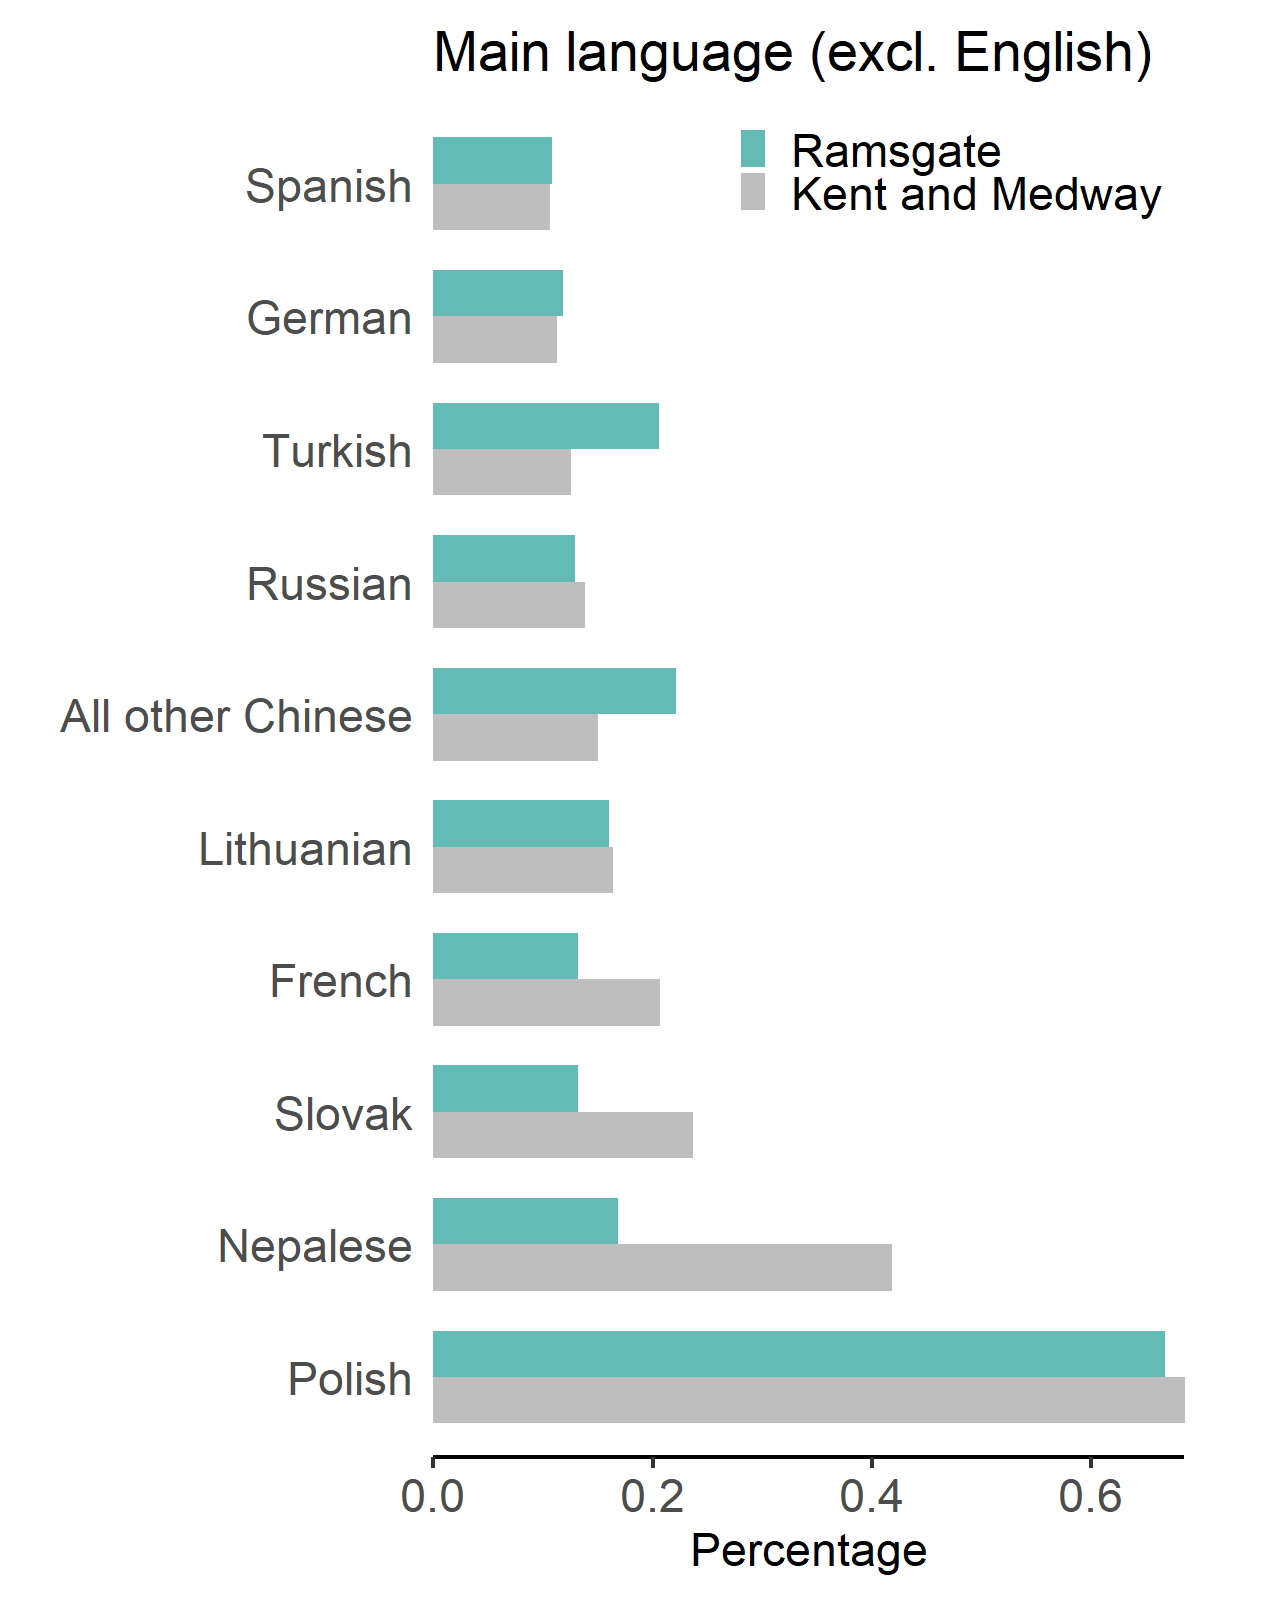 Main language (excl. English)
Ramsgate
Kent and Medway
Spanish
German
Turkish
Russian
All other Chinese
Lithuanian
French
Slovak
Nepalese
Polish
0.0 0.2 0.4 0.6
Percentage